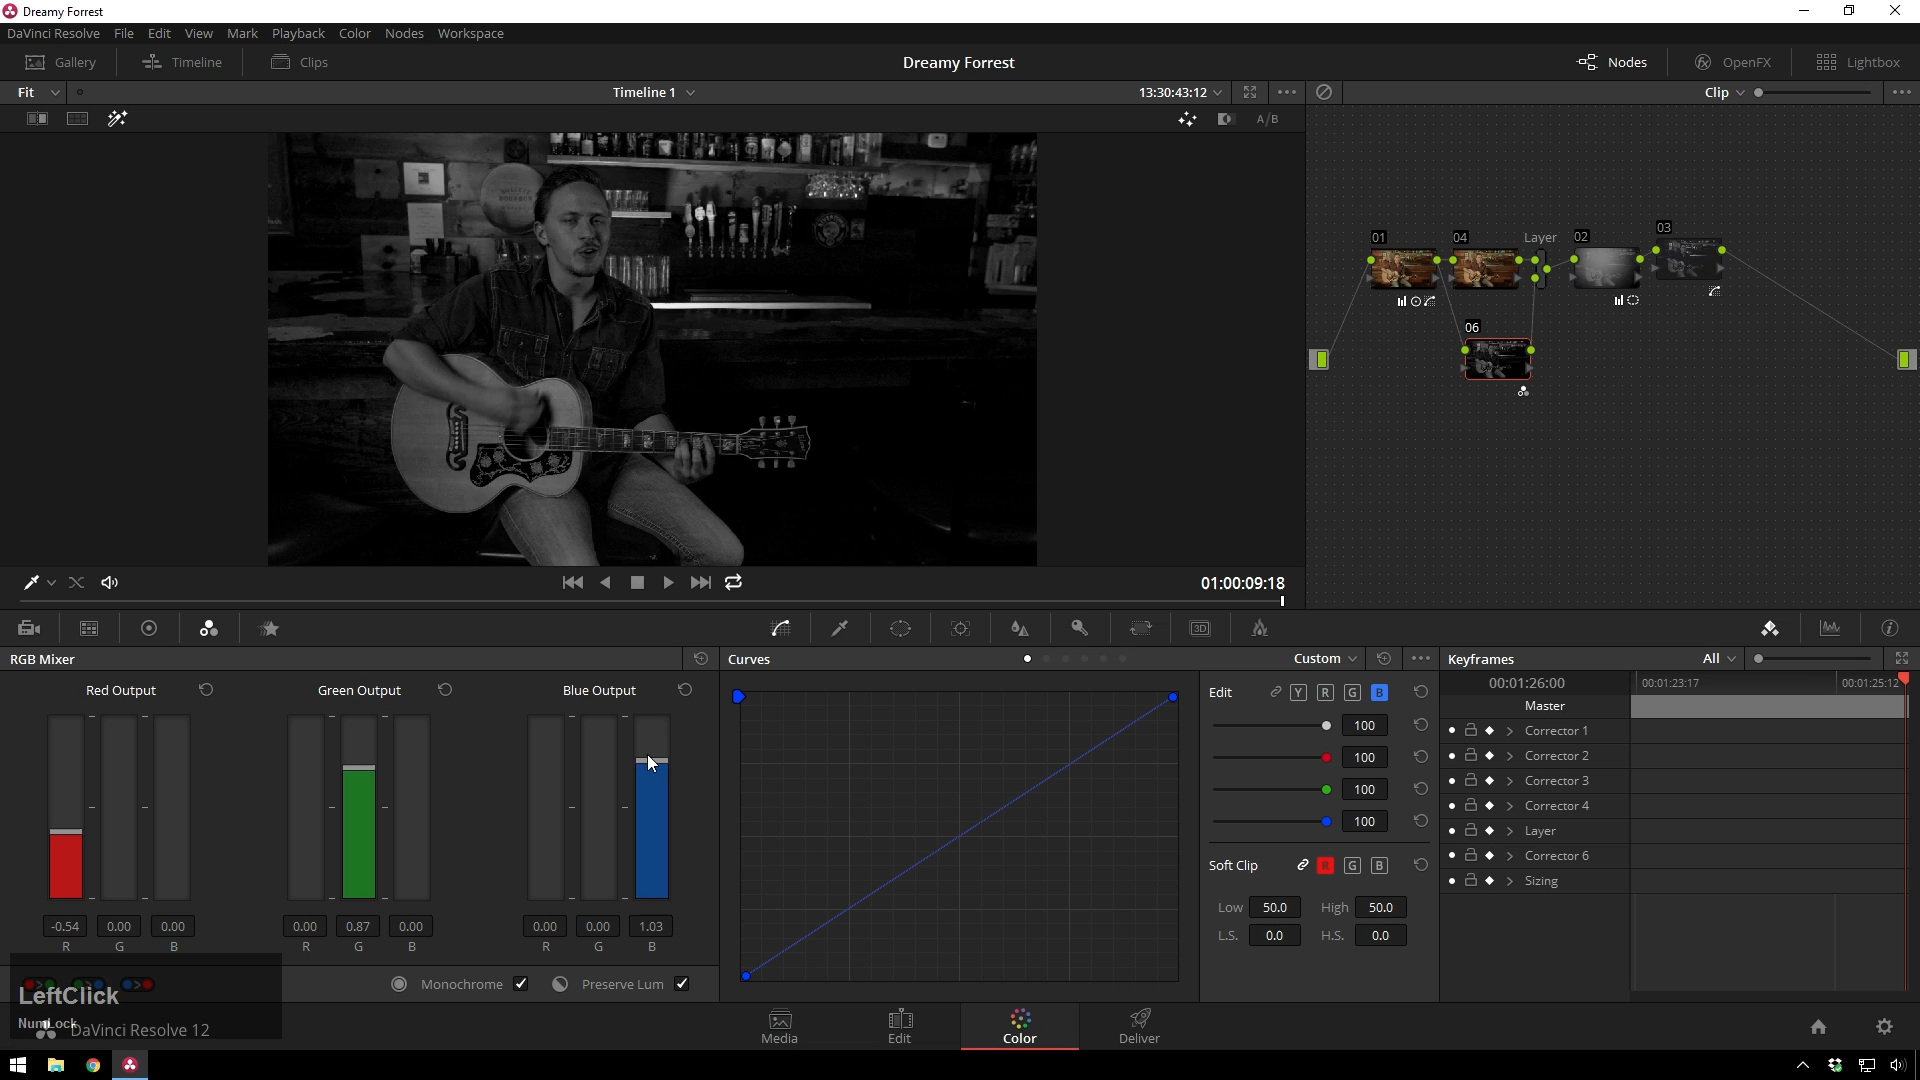 Dreamy Forrest
DaVinci Resolve File Edit View Mark Playback Color Nodes Workspace
Gallery Timeline Clips Dreamy Forrest Nodes OpenFX Lightbox
Fit Timeline 1 13:30:43:12 Clip
A/B
01 04 Layer 02 03
06
01:00:09:18
3D
RGB Mixer Curves Custom Keyframes All
Red Output Green Output Blue Output Edit Y R G B 00:01:26:00 00:01:23:17 00:01:25:12
Master
100 Corrector 1
100 Corrector 2
100 Corrector 3
100 Corrector 4
Layer
Soft Clip R G B Corrector 6
Sizing
Low 50.0 High 50.0
-0.54 0.00 0.00 0.00 0.87 0.00 0.00 0.00 1.03 L.S. 0.0 H.S. 0.0
R G B R G B R G B
Monochrome Preserve Lum
LeftClick
NumLock
DaVinci Resolve 12
Media Edit Color Deliver